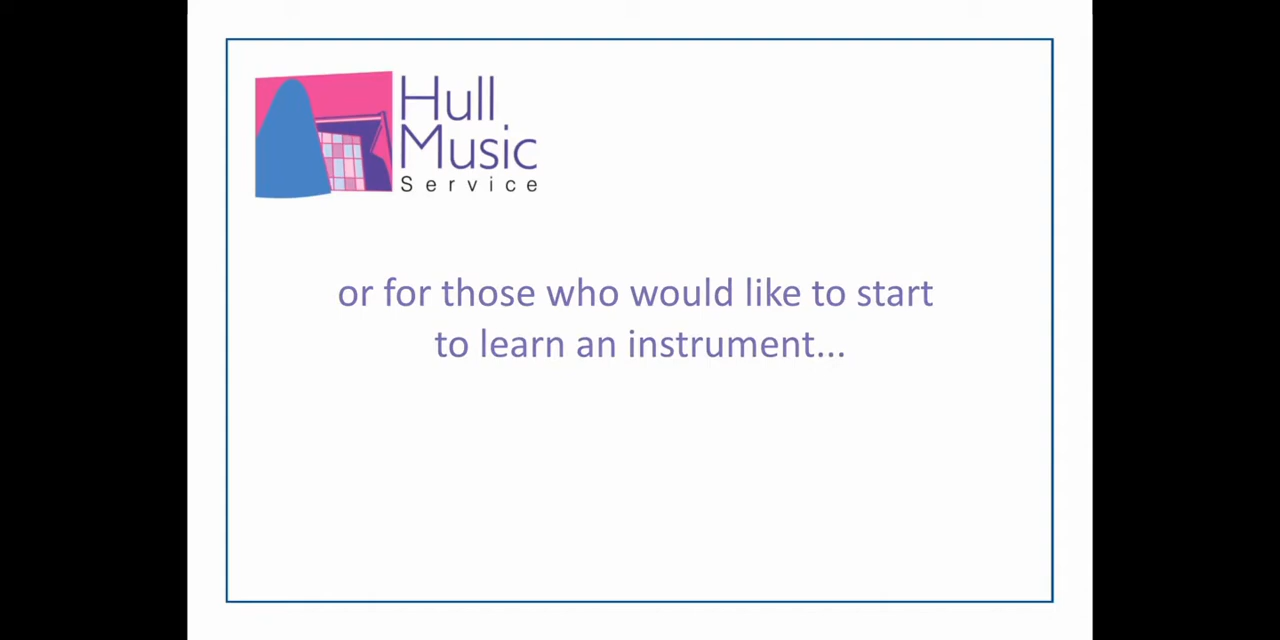 Hull
Music
Service
or for those who would like to start
to learn an instrument...